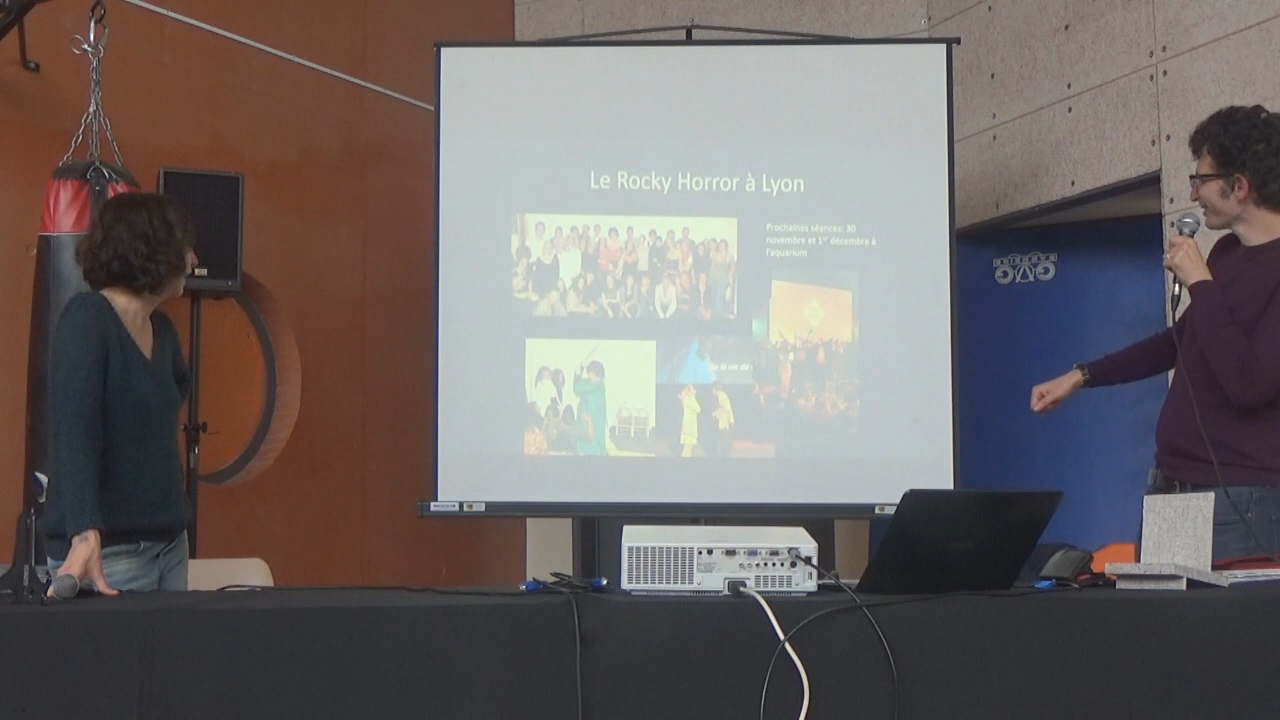 Le Rocky Horror à Lyon
Prochaines séances: 30
novembre et 1er décembre à
l'aquarium